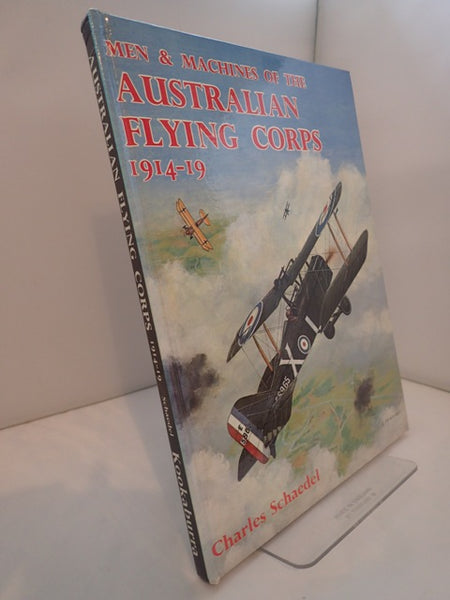 MEN & MACHINES OF THE
AUSTRALIAN
FLYING CORPS
1914-19
Charles Schaedel
AUSTRALIAN FLYING CORPS 1914-19 Schaedel Kookaburra
X